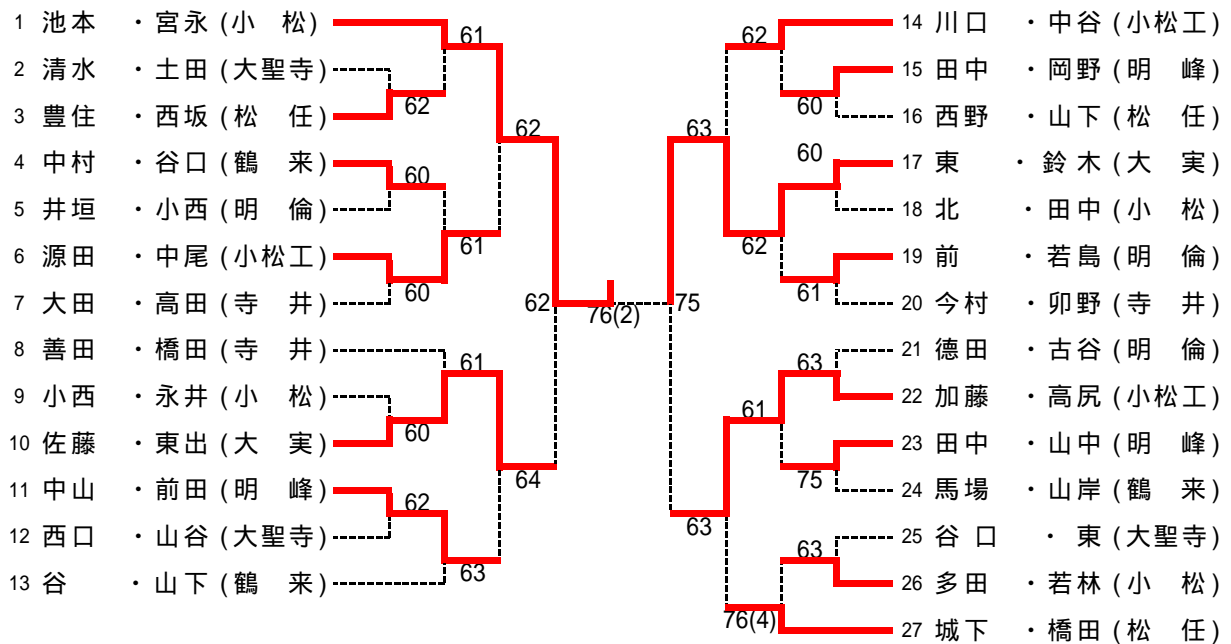 1 池本 ・宮永(小 松)
2 清水 ・土田(大聖寺)
3 豊住 ・西坂(松 任)
4 中村 ・谷口(鶴 来)
5 井垣 ・小西(明 倫)
6 源田 ・中尾(小松工)
7 大田 ・高田(寺 井)
8 善田 ・橋田(寺 井)
9 小西 ・永井(小 松)
10 佐藤 ・東出(大 実)
11 中山 ・前田(明 峰)
12 西口 ・山谷(大聖寺)
13 谷 ・山下(鶴 来)
61
62
62
60
61
60
62
61
60
64
62
63
76(2)
75
62
60
63
60
62
61
63
61
75
63
63
76(4)
14 川口 ・中谷(小松工)
15 田中 ・岡野(明 峰)
16 西野 ・山下(松 任)
17 東 ・鈴木(大 実)
18 北 ・田中(小 松)
19 前 ・若島(明 倫)
20 今村 ・卯野(寺 井)
21 德田 ・古谷(明 倫)
22 加藤 ・高尻(小松工)
23 田中 ・山中(明 峰)
24 馬場 ・山岸(鶴 来)
25 谷口 ・ 東(大聖寺)
26 多田 ・若林(小 松)
27 城下 ・橋田(松 任)